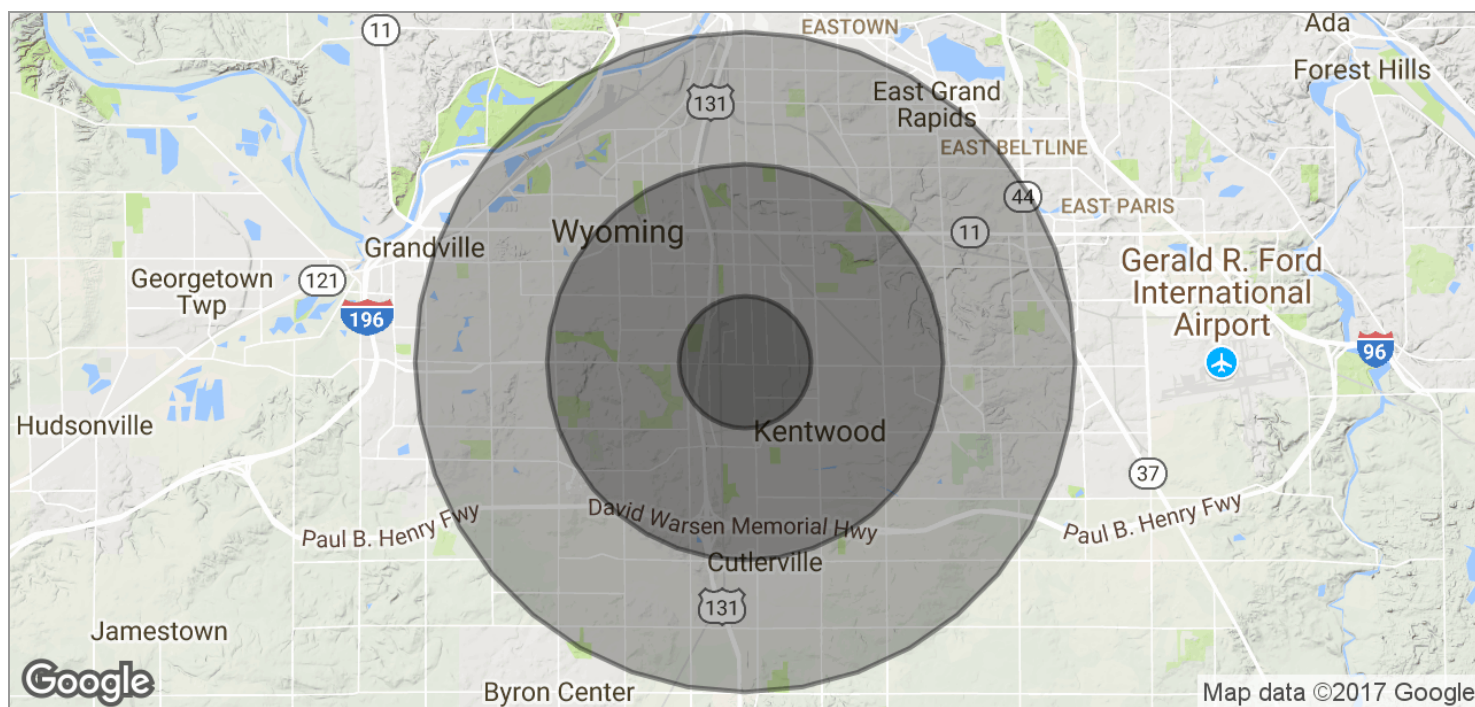 11
EASTOWN
Ada
Forest Hills
131
East Grand
Rapids
EAST BELTLINE
44
EAST PARIS
11
Wyoming
Grandville
Georgetown
Twp
121
196
Gerald R. Ford
International
Airport
96
Hudsonville
Kentwood
37
Paul B. Henry Fwy
David Warsen Memorial Hwy
Paul B. Henry Fwy
Cutlerville
131
Jamestown
Google
Byron Center
Map data ©2017 Google